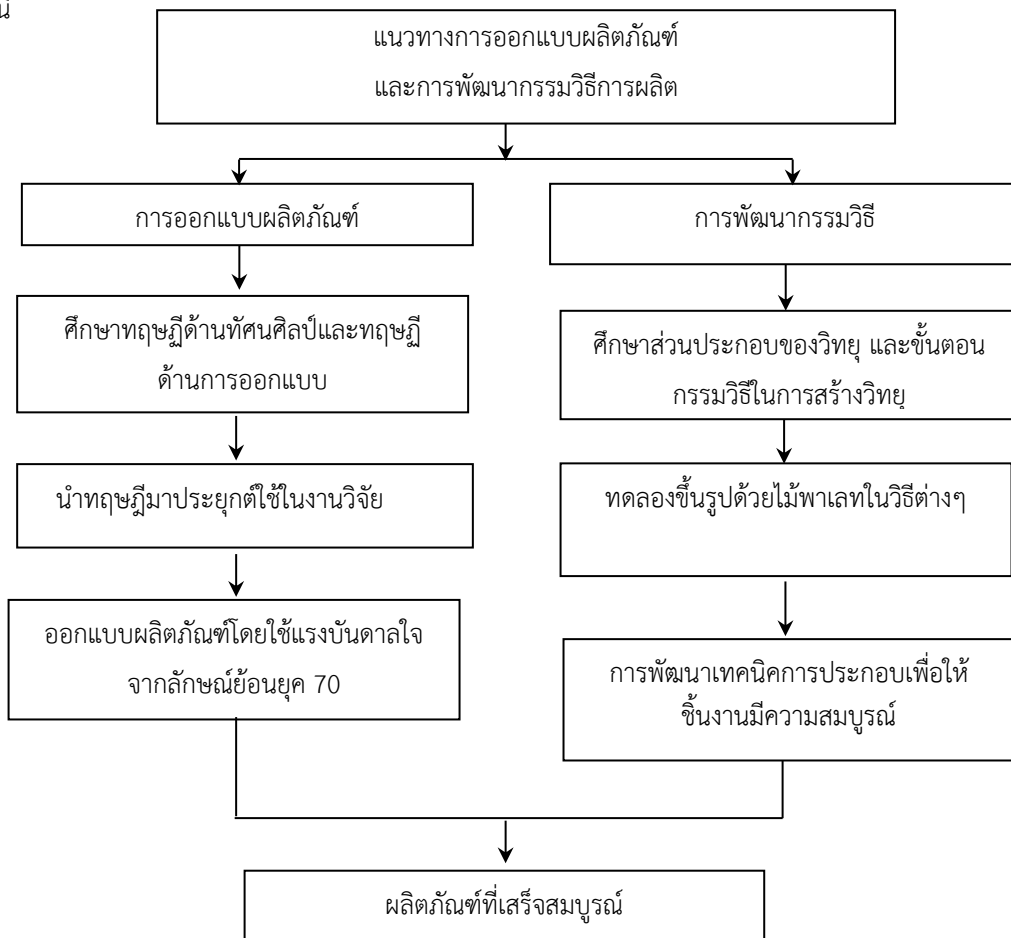 แนวทางการออกแบบผลิตภัณฑ์
และการพัฒนากรรมวิธีการผลิต
การออกแบบผลิตภัณฑ์
การพัฒนากรรมวิธี
ศึกษาทฤษฏีด้านทัศนศิลป์และทฤษฏี
ด้านการออกแบบ
ศึกษาส่วนประกอบของวิทยุ และขั้นตอน
กรรมวิธีในการสร้างวิทยุ
นำทฤษฎีมาประยุกต์ใช้ในงานวิจัย
ทดลองขึ้นรูปด้วยไม้พาเลทในวิธีต่างๆ
ออกแบบผลิตภัณฑ์โดยใช้แรงบันดาลใจ
จากลักษณ์ย้อนยุค 70
การพัฒนาเทคนิคการประกอบเพื่อให้
ชิ้นงานมีความสมบูรณ์
ผลิตภัณฑ์ที่เสร็จสมบูรณ์